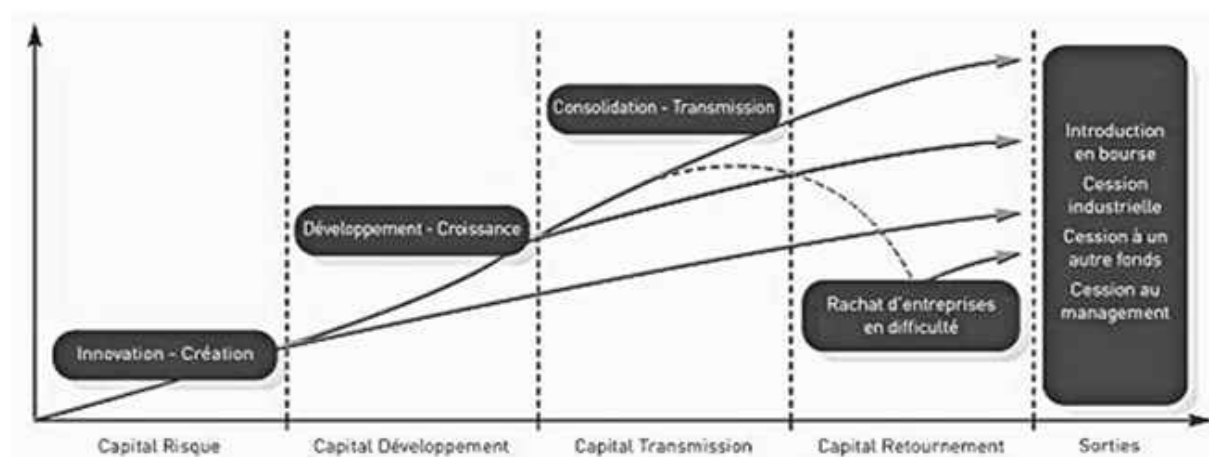 Consolidation - Transmission
Développement - Croissance
Innovation - Création
Rachat d'entreprises
en difficulté
Introduction
en bourse
Cession
industrielle
Cession à un
autre fonds
Cession au
management
Capital Risque
Capital Développement
Capital Transmission
Capital Retournement
Sorties